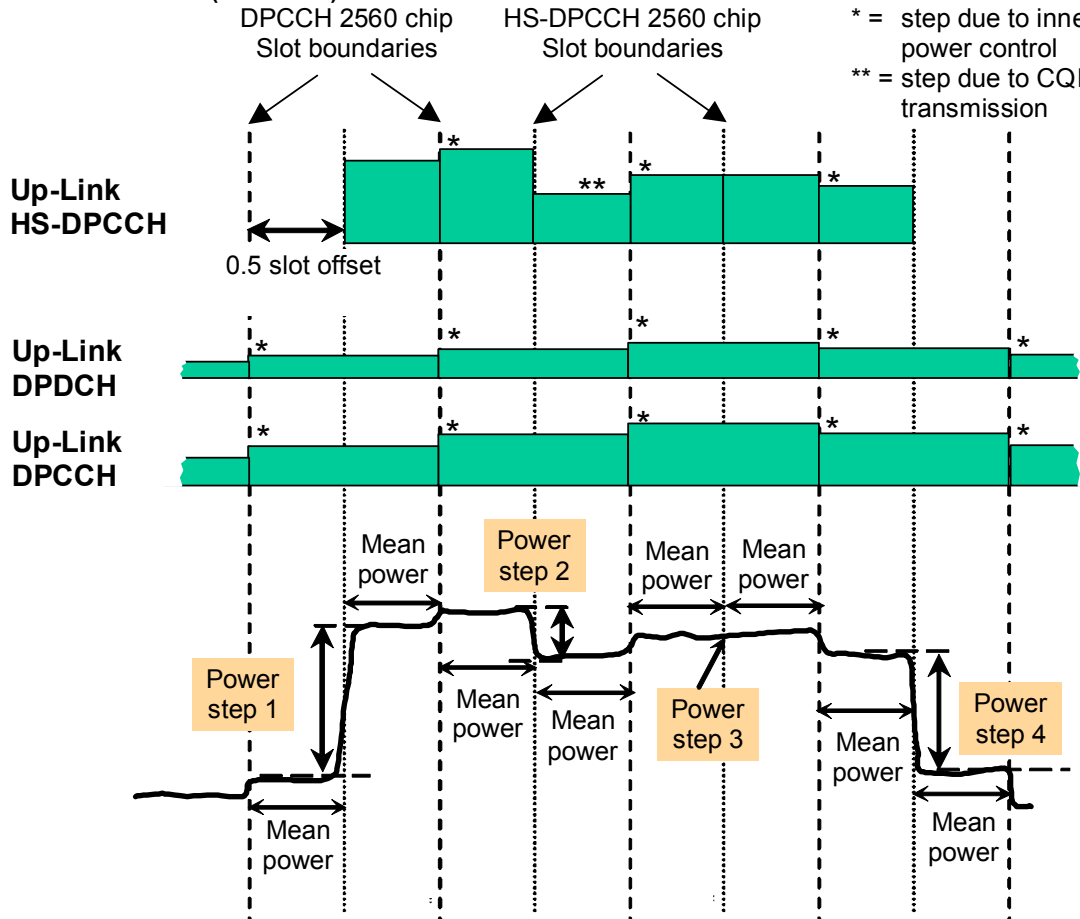 DPCCH 2560 chip
Slot boundaries
HS-DPCCH 2560 chip
Slot boundaries
* = step due to inne
power control
** = step due to CQI
transmission
*
**
*
*
Up-Link
HS-DPCCH
0.5 slot offset
Up-Link
DPDCH
*
*
*
*
*
Up-Link
DPCCH
*
*
*
*
*
Mean
power
Power
step 2
Mean
power
Mean
power
Power
step 1
Mean
power
Mean
power
Power
step 3
Mean
power
Power
step 4
Mean
power
Mean
power